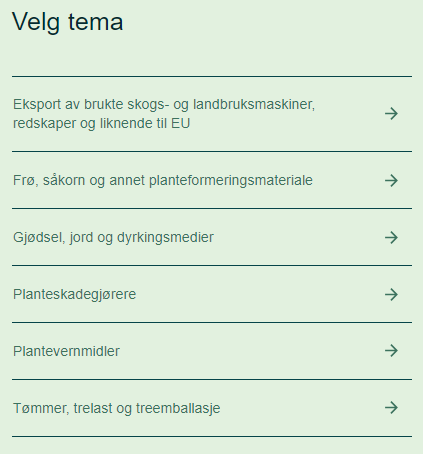 Velg tema
Eksport av brukte skogs- og landbruksmaskiner,
redskaper og liknende til EU
Frø, såkorn og annet planteformeringsmateriale
Gjødsel, jord og dyrkingsmedier
Planteskadegjørere
Plantevernmidler
Tømmer, trelast og treemballasje